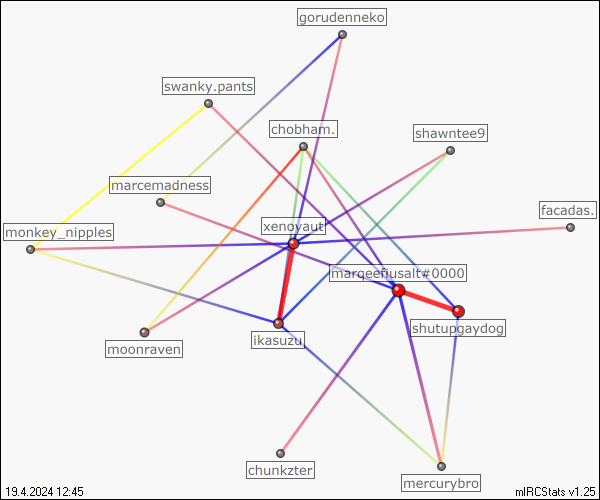 gorudenneko
swanky.pants
chobham.
shawntee9
marcemadness
facadas.
xenoyaut
monkey_nipples
marqeefiusalt#0000
shutupgaydog
ikasuzu.
moonraven
chunkzter
mercurybro
19.4.2024 12:45
mIRCStats v1.25